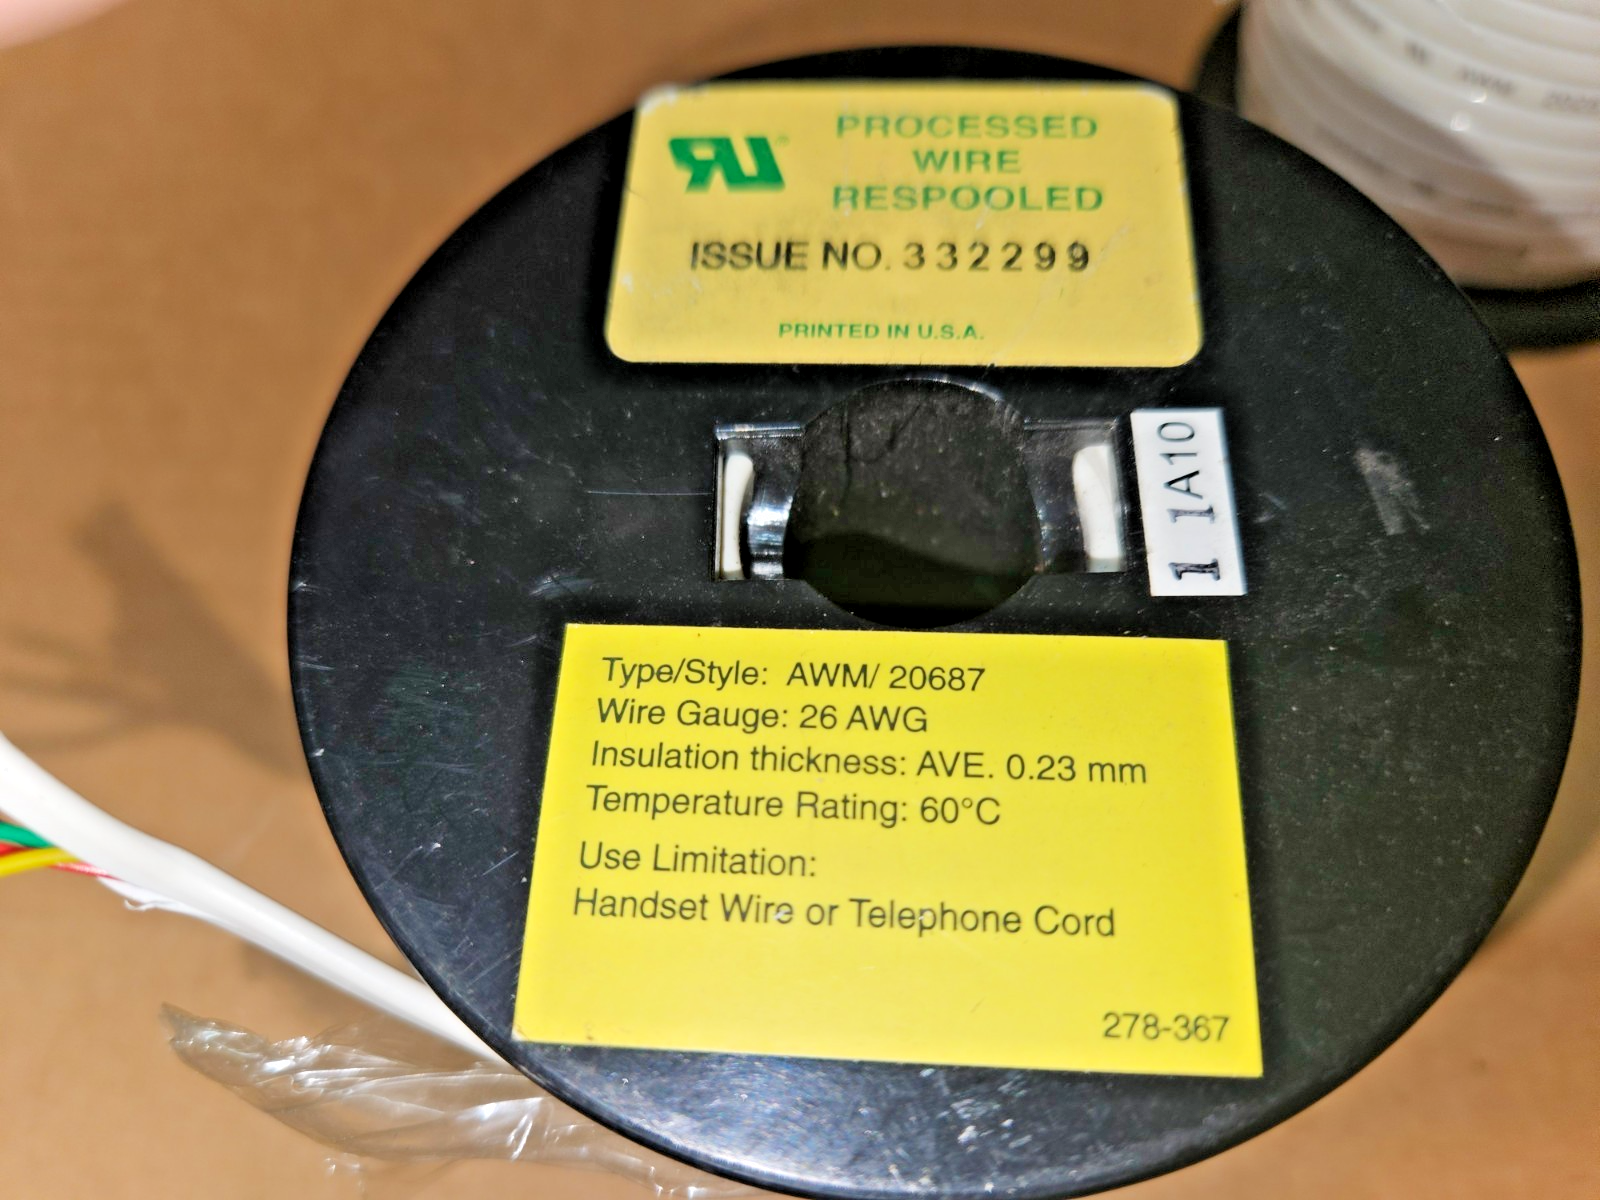 PROCESSED
WIRE
RESPOOLED
ISSUE NO. 332299
PRINTED IN U.S.A.
1 1A10
Type/Style: AWM/ 20687
Wire Gauge: 26 AWG
Insulation thickness: AVE. 0.23 mm
Temperature Rating: 60°C
Use Limitation:
Handset Wire or Telephone Cord
278-367
AWM